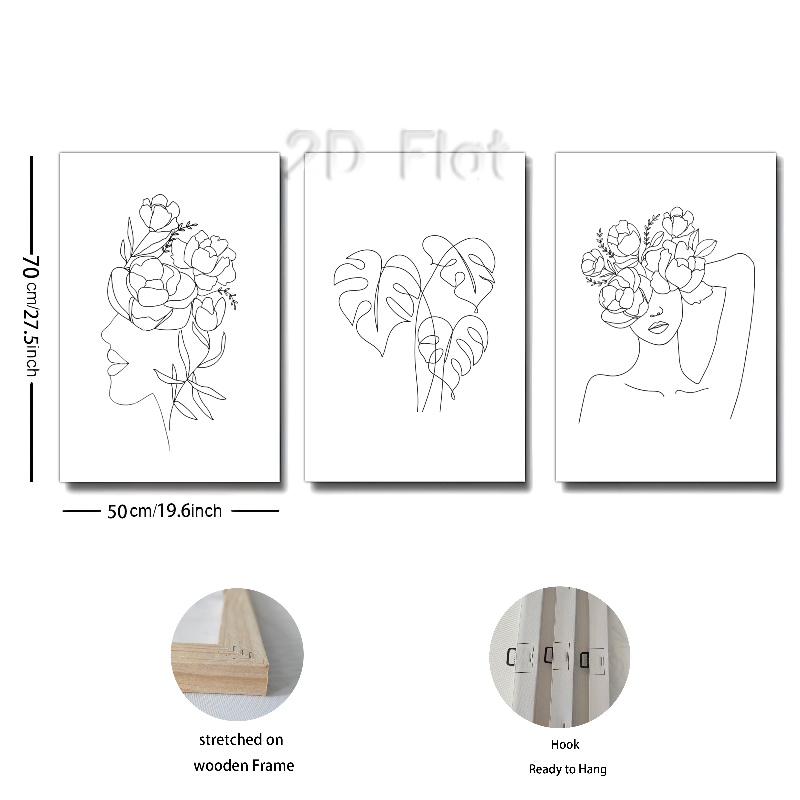 2D Flat
70 cm/27.5inch
50cm/19.6inch
stretched on
wooden Frame
Hook
Ready to Hang